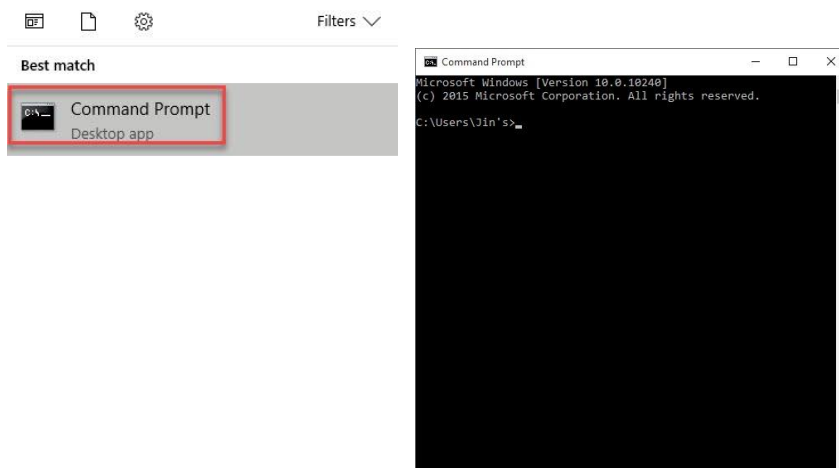 Filters
Best match
C:\_
Command Prompt
Desktop app
Command Prompt
Microsoft Windows [Version 10.0.10240]
(c) 2015 Microsoft Corporation. All rights reserved.
C:\Users\Jin's>_